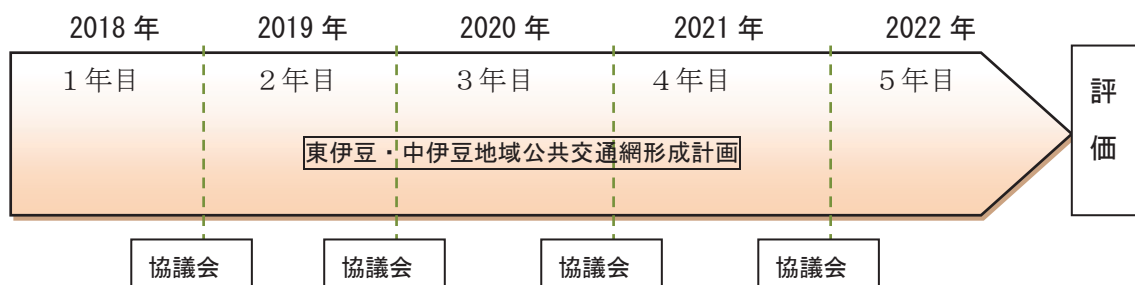 2018 年 2019 年 2020 年 2021 年 2022 年
１年目 ２年目 ３年目 ４年目 ５年目
東伊豆・中伊豆地域公共交通網形成計画
評
価
協議会 協議会 協議会 協議会